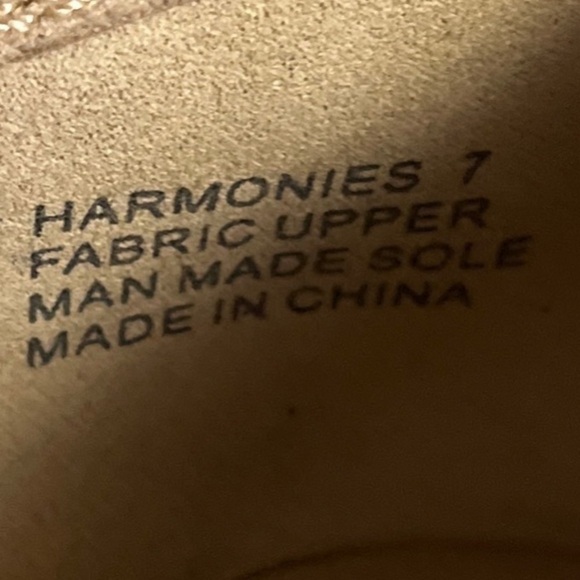 HARMONIES 7
FABRIC UPPER
MAN MADE SOLE
MADE IN CHINA